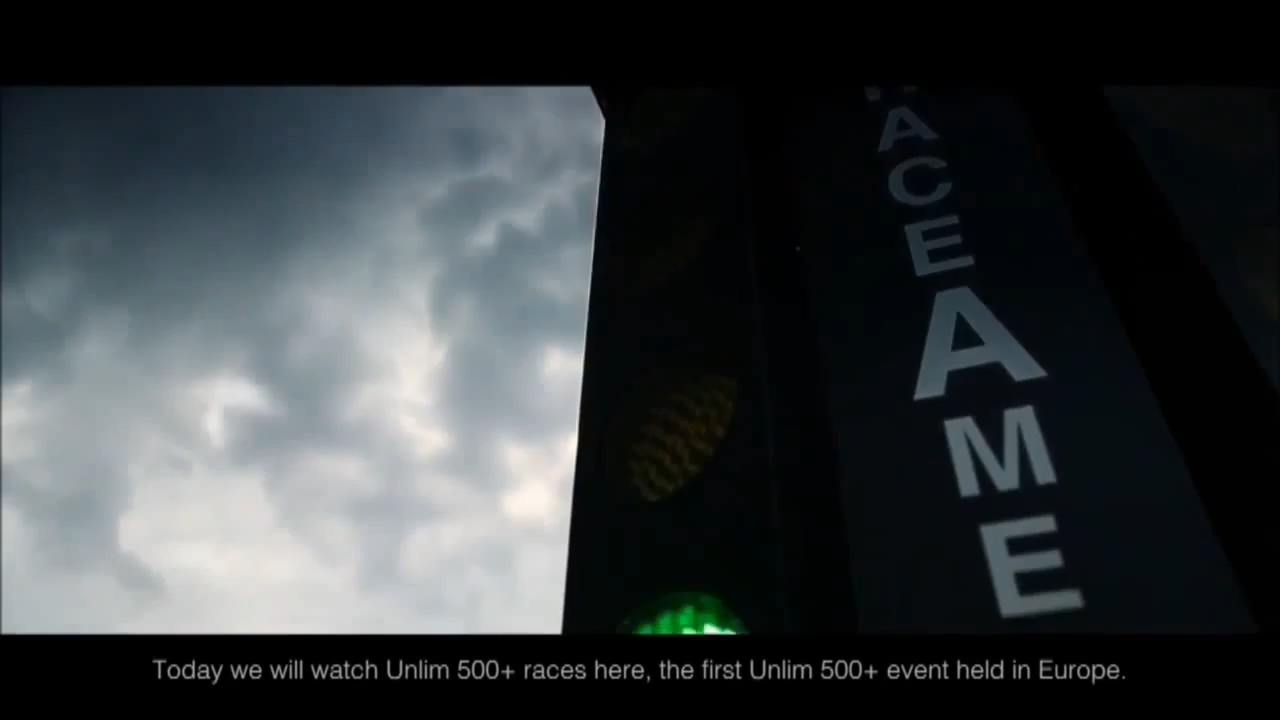 ACE
AME
Today we will watch Unlim 500+ races here, the first Unlim 500+ event held in Europe.